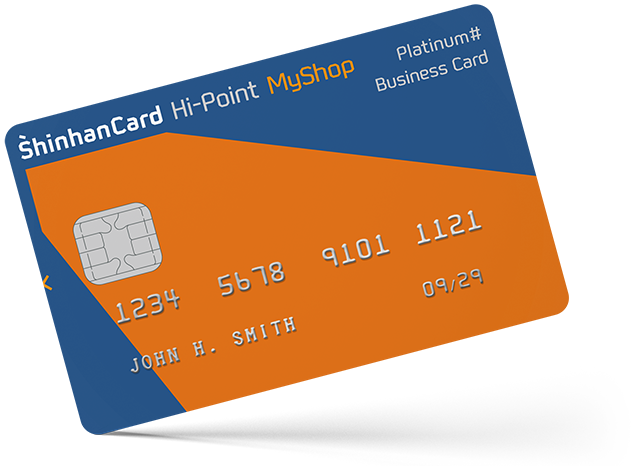 ShinhanCard Hi-Point MyShop
Platinum#
Business Card
1234 5678 9101 1121
09/29
JOHN H. SMITH